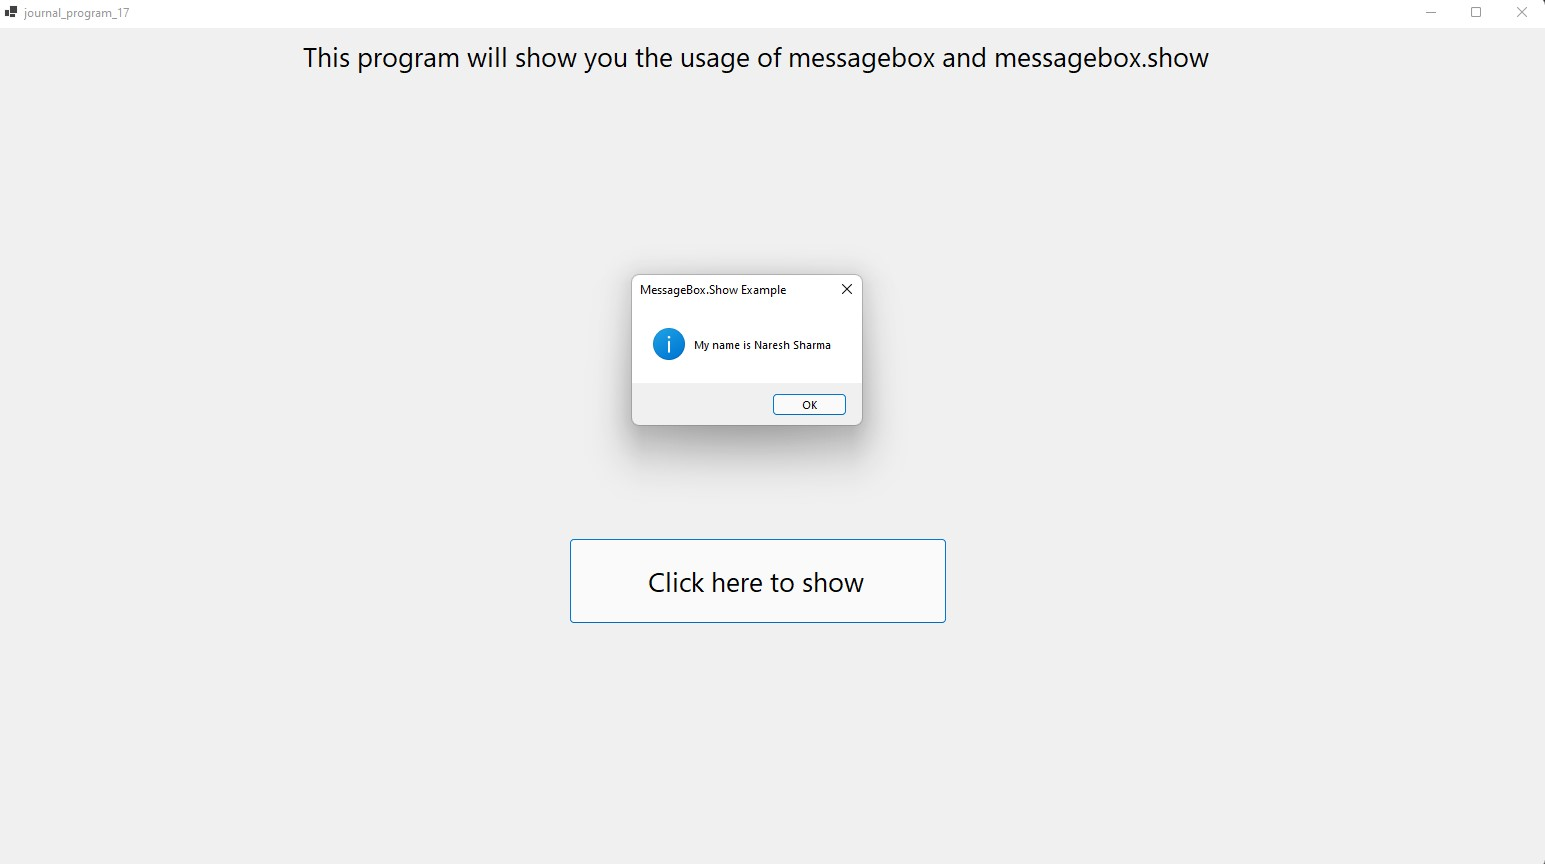 journal_program_17
This program will show you the usage of messagebox and messagebox.show
MessageBox.Show Example
My name is Naresh Sharma
OK
Click here to show